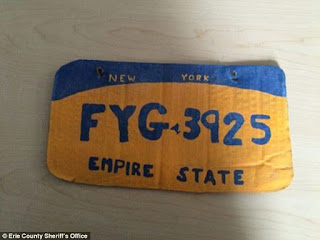 NEW YORK
FYG 3925
EMPIRE STATE
© Erie County Sheriff's Office